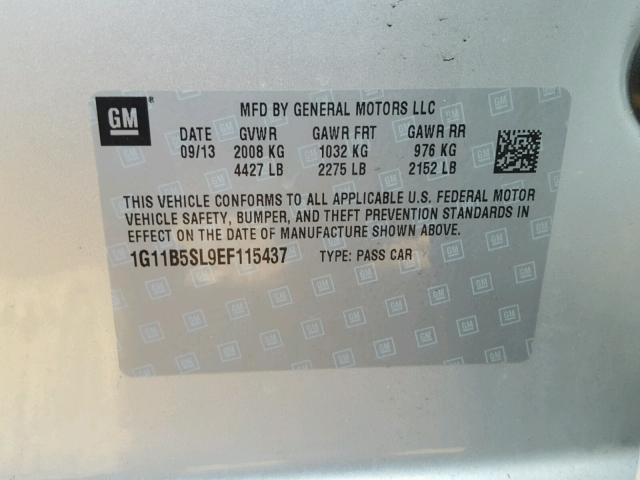 GM ® MFD BY GENERAL MOTORS LLC
DATE GVWR GAWR FRT GAWR RR
09/13 2008 KG 1032 KG 976 KG
4427 LB 2275 LB 2152 LB
THIS VEHICLE CONFORMS TO ALL APPLICABLE U.S. FEDERAL MOTOR
VEHICLE SAFETY, BUMPER, AND THEFT PREVENTION STANDARDS IN
EFFECT ON THE DATE OF MANUFACTURE SHOWN ABOVE.
1G11B5SL9EF115437 TYPE: PASS CAR